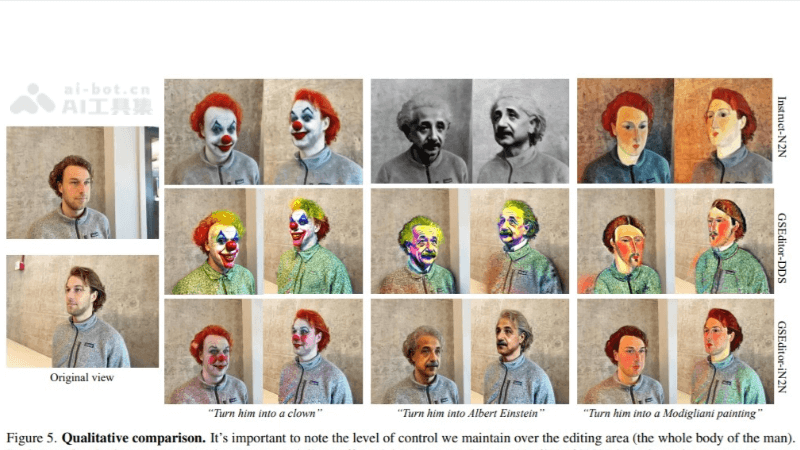 ai-bot.cn
AI工具集
Instruct-N2N
GSEditor-DDS
GSEditor-iN2N
Original view
"Turn him into a clown"
"Turn him into Albert Einstein"
"Turn him into a Modigliani painting"
Figure 5. Qualitative comparison. It's important to note the level of control we maintain over the editing area (the whole body of the man).